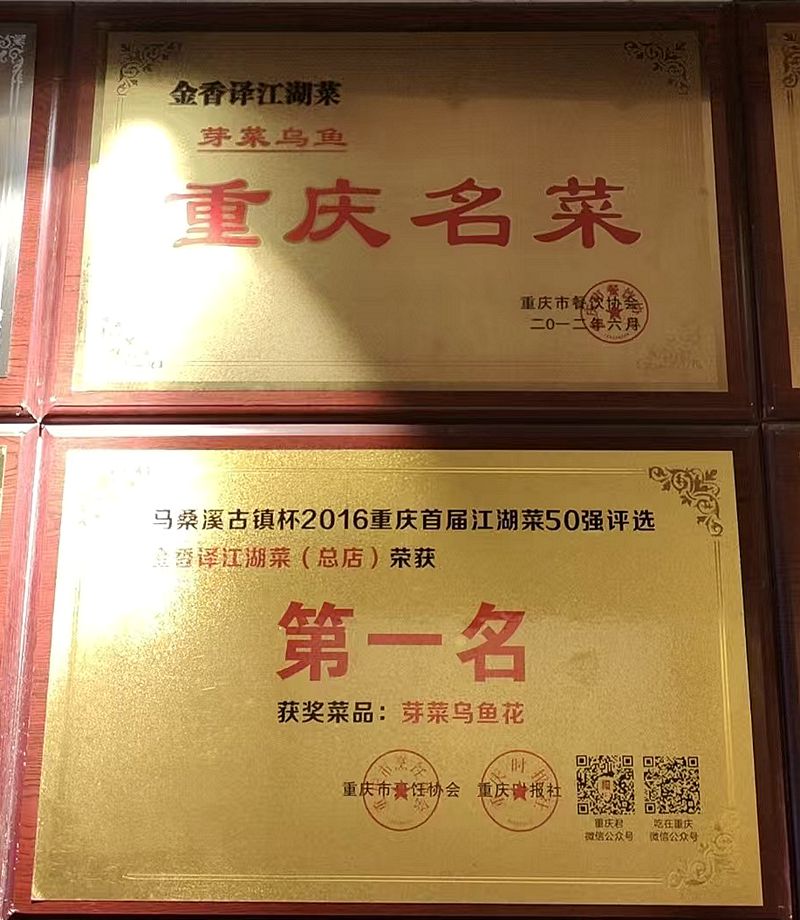 金香译江湖菜
芽菜乌鱼
重庆名菜
重庆市餐饮协会
二〇一二年六月
马桑溪古镇杯2016重庆首届江湖菜50强评选
金香译江湖菜（总店）荣获
第一名
获奖菜品：芽菜乌鱼花
重庆市烹饪协会 重庆时报社
重庆君 吃在重庆
微信公众号 微信公众号